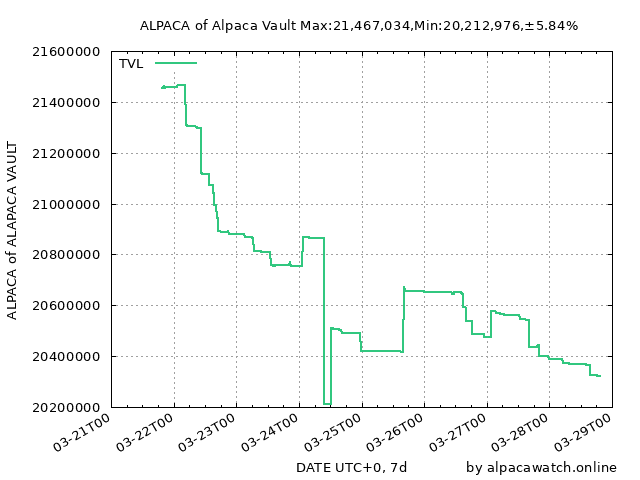 ALPACA of Alpaca Vault Max:21,467,034,Min:20,212,976,±5.84%
TVL
21600000
21400000
21200000
21000000
20800000
20600000
20400000
20200000
ALPACA of ALAPACA VAULT
03-21T00
03-22T00
03-23T00
03-24T00
03-25T00
03-26T00
03-27T00
03-28T00
03-29T00
DATE UTC+0, 7d
by alpacawatch.online